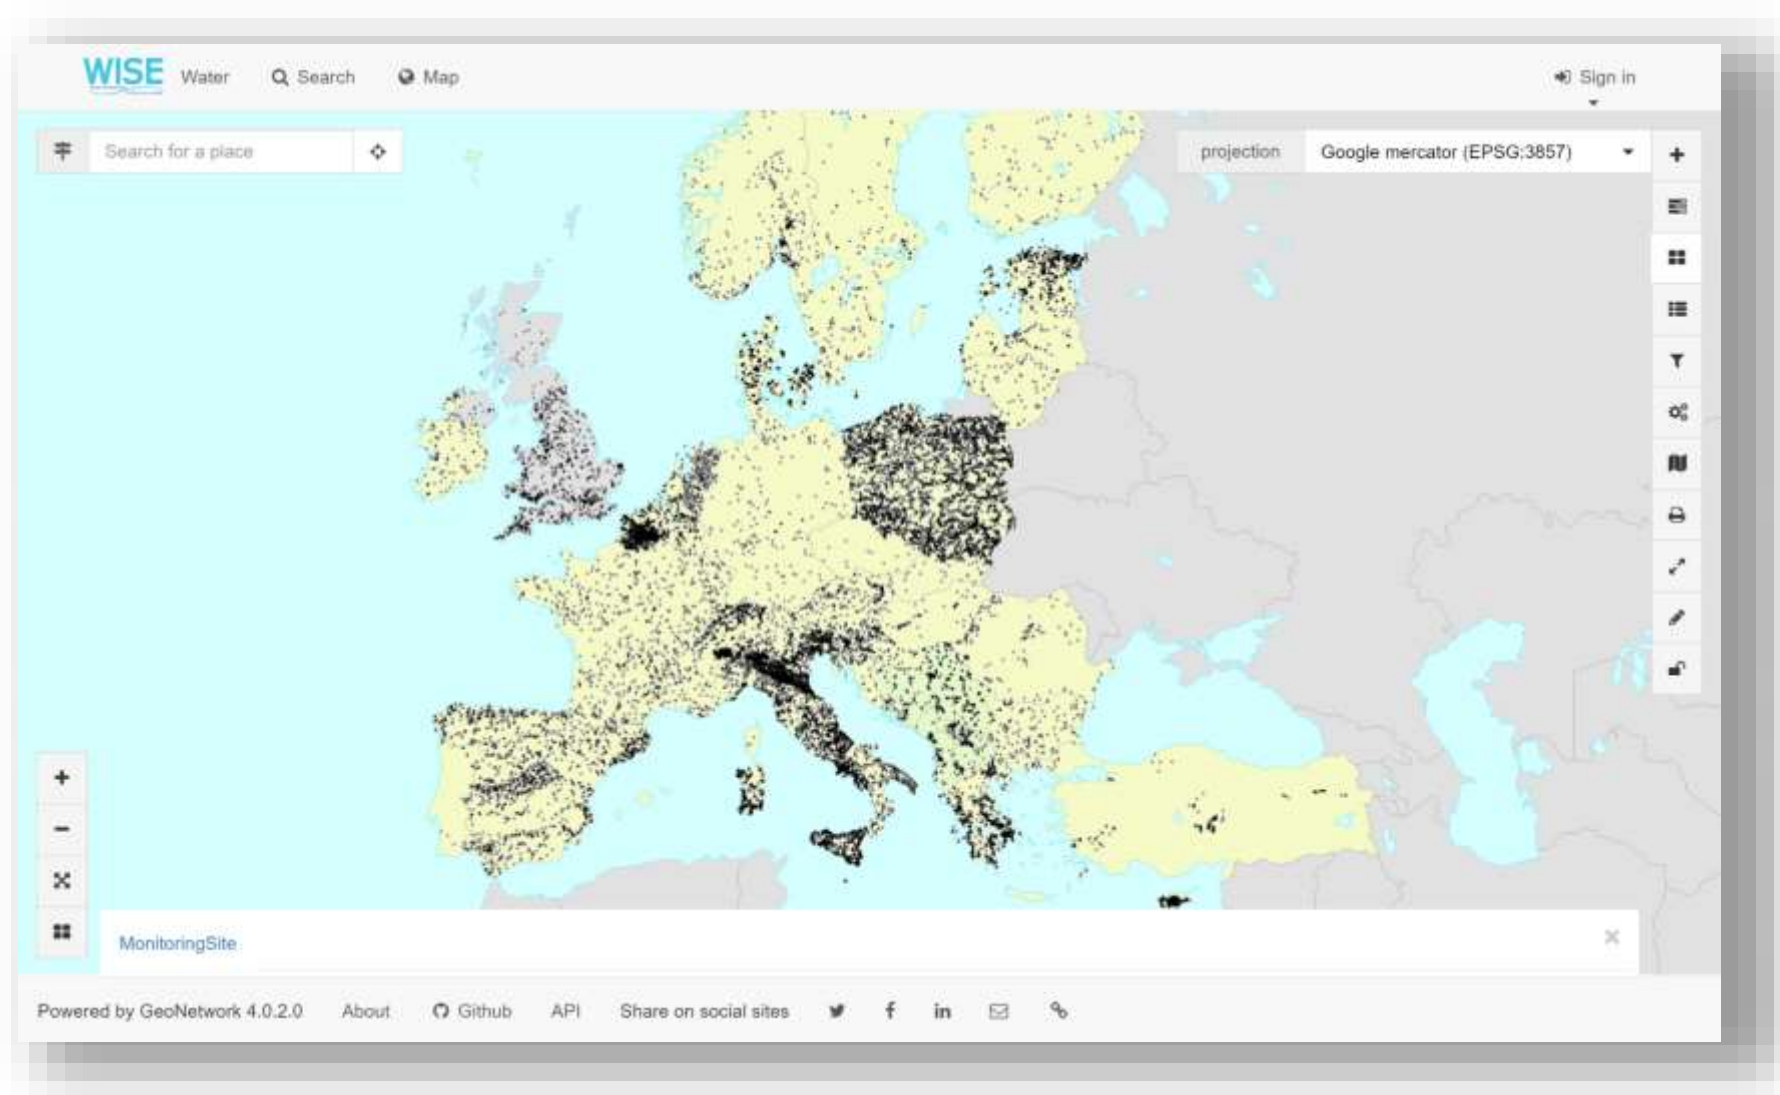 WISE Water Search Map Sign in
Search for a place
projection Google mercator (EPSG:3857)
MonitoringSite
Powered by GeoNetwork 4.0.2.0 About Github API Share on social sites